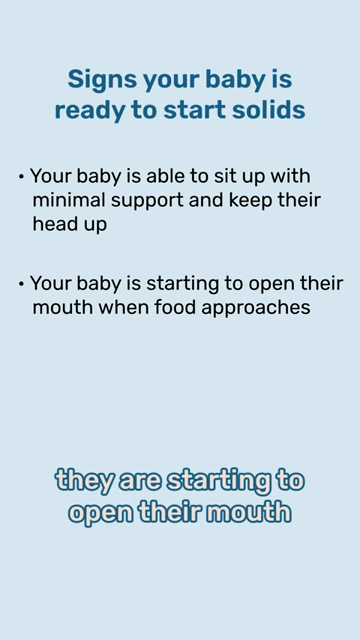 Signs your baby is
ready to start solids
• Your baby is able to sit up with
minimal support and keep their
head up
• Your baby is starting to open their
mouth when food approaches
they are starting to
open their mouth